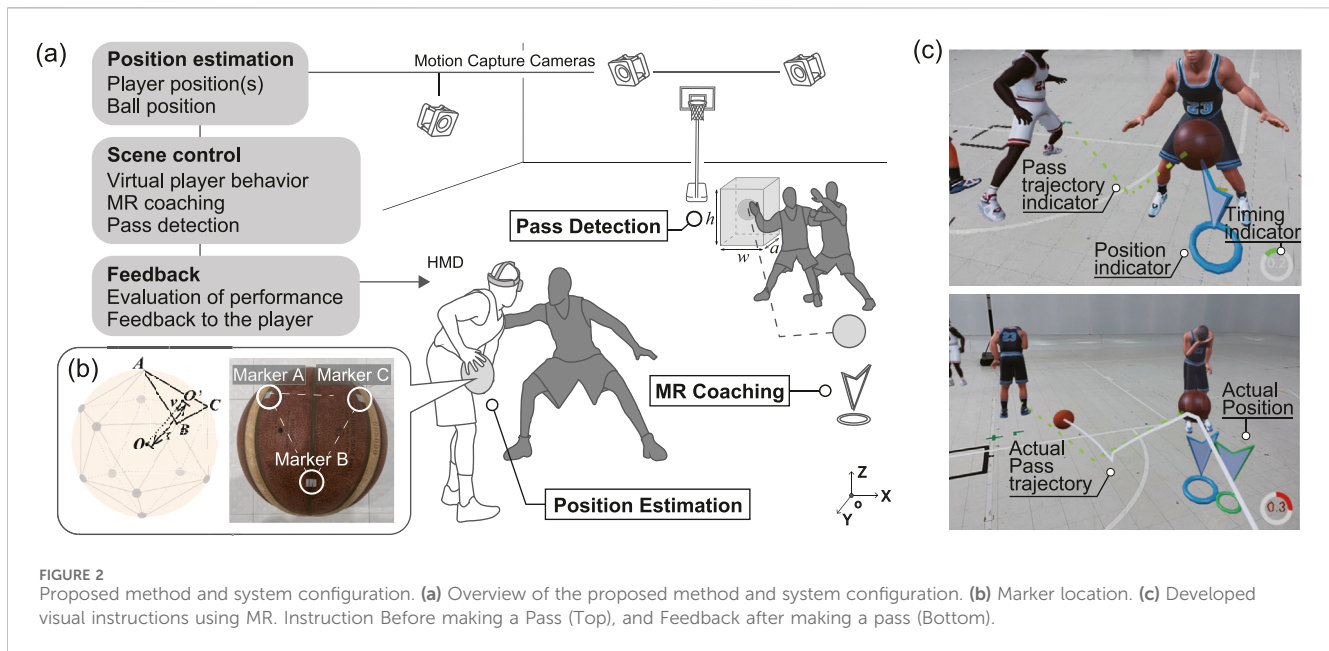 (a)
Position estimation
Player position(s)
Ball position
Scene control
Virtual player behavior
MR coaching
Pass detection
Feedback
Evaluation of performance
Feedback to the player
Motion Capture Cameras
HMD
Pass Detection
h
w
a
MR Coaching
Position Estimation
Z
X
Y
o
(b)
A
O'
C
v
B
O
r
Marker A
Marker C
Marker B
(c)
23
Pass
trajectory
indicator
Timing
indicator
Position
indicator
0.2
23
Actual
Position
Actual
Pass
trajectory
0.3
FIGURE 2
Proposed method and system configuration. (a) Overview of the proposed method and system configuration. (b) Marker location. (c) Developed
visual instructions using MR. Instruction Before making a Pass (Top), and Feedback after making a pass (Bottom).